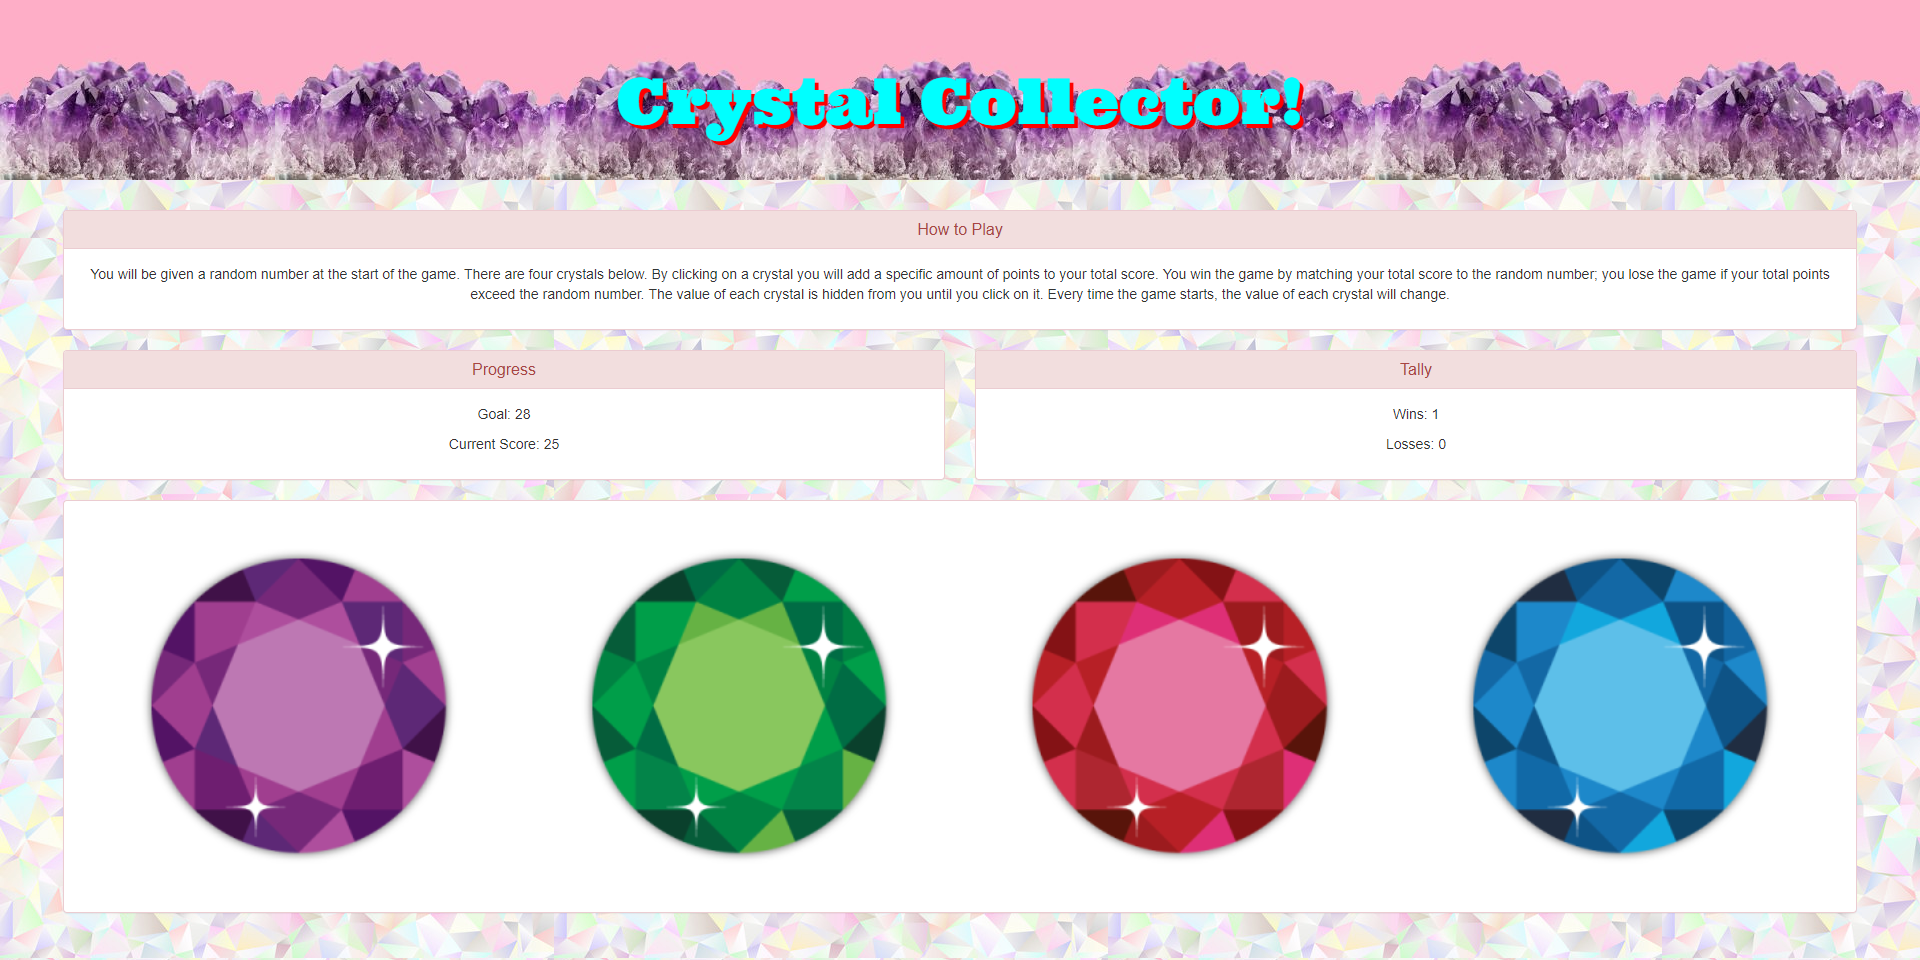 Crystal Collector!
How to Play
You will be given a random number at the start of the game. There are four crystals below. By clicking on a crystal you will add a specific amount of points to your total score. You win the game by matching your total score to the random number; you lose the game if your total points
exceed the random number. The value of each crystal is hidden from you until you click on it. Every time the game starts, the value of each crystal will change.
Progress
Goal: 28
Current Score: 25
Tally
Wins: 1
Losses: 0